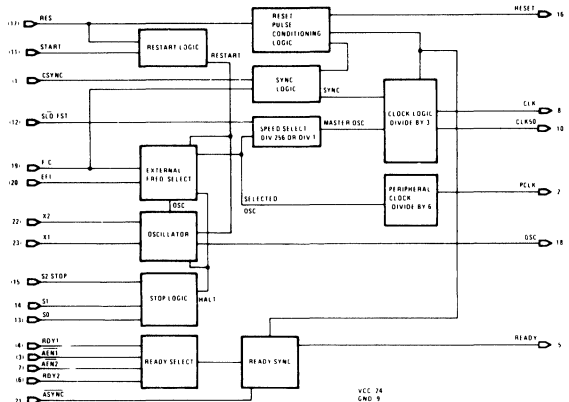 (17) RES
RESET
PULSE
CONDITIONING
LOGIC
RESET 16
(11) START
RESTART LOGIC
RESTART
(1 CSYNC
SYNC
LOGIC
SYNC
CLOCK LOGIC
DIVIDE BY 3
CLK 8
CLK50 10
(12) SLO FST
SPEED SELECT
DIV 256 OR DIV 1
MASTER OSC
19) F C
(20 EFI
EXTERNAL
FREQ SELECT
SELECTED
OSC
PERIPHERAL
CLOCK
DIVIDE BY 6
PCLK 7
OSC
22) X2
23) X1
OSCILLATOR
OSC 18
(15 S2 STOP
14 S1
13) S0
STOP LOGIC
HALT
(4) RDY1
(3) AEN1
7) AEN2
(6) RDY2
READY SELECT
READY SYNC
READY 5
2) ASYNC
VCC 24
GND 9